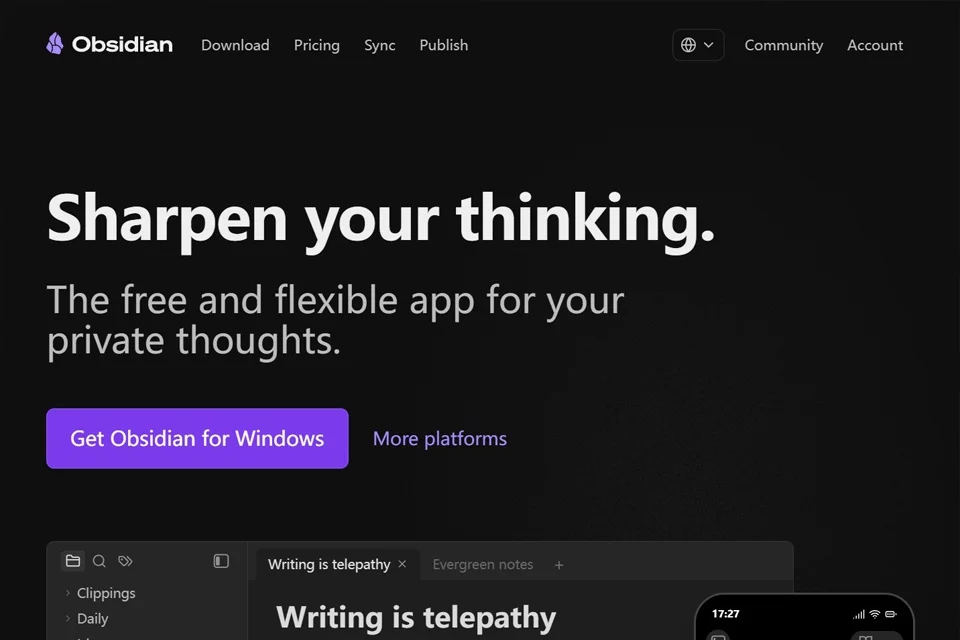 Obsidian Download Pricing Sync Publish Community Account
Sharpen your thinking.
The free and flexible app for your
private thoughts.
Get Obsidian for Windows More platforms
Writing is telepathy Evergreen notes
Clippings
Writing is telepathy
17:27
Daily